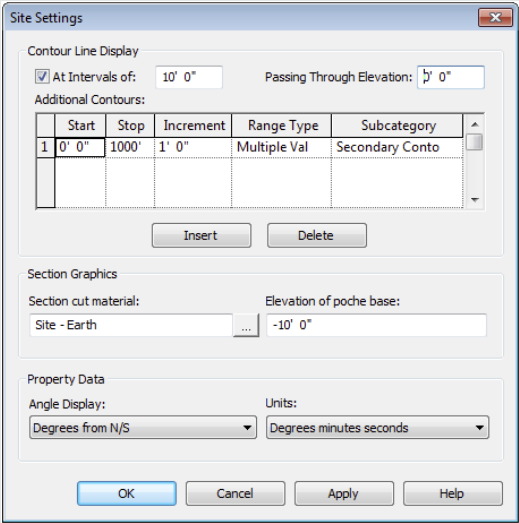 Site Settings
Contour Line Display
At Intervals of: 10' 0" Passing Through Elevation: 0' 0"
Additional Contours:
Start Stop Increment Range Type Subcategory
1 0' 0" 1000' 1' 0" Multiple Val Secondary Conto
Insert Delete
Section Graphics
Section cut material: Elevation of poche base:
Site - Earth ... -10' 0"
Property Data
Angle Display: Units:
Degrees from N/S Degrees minutes seconds
OK Cancel Apply Help